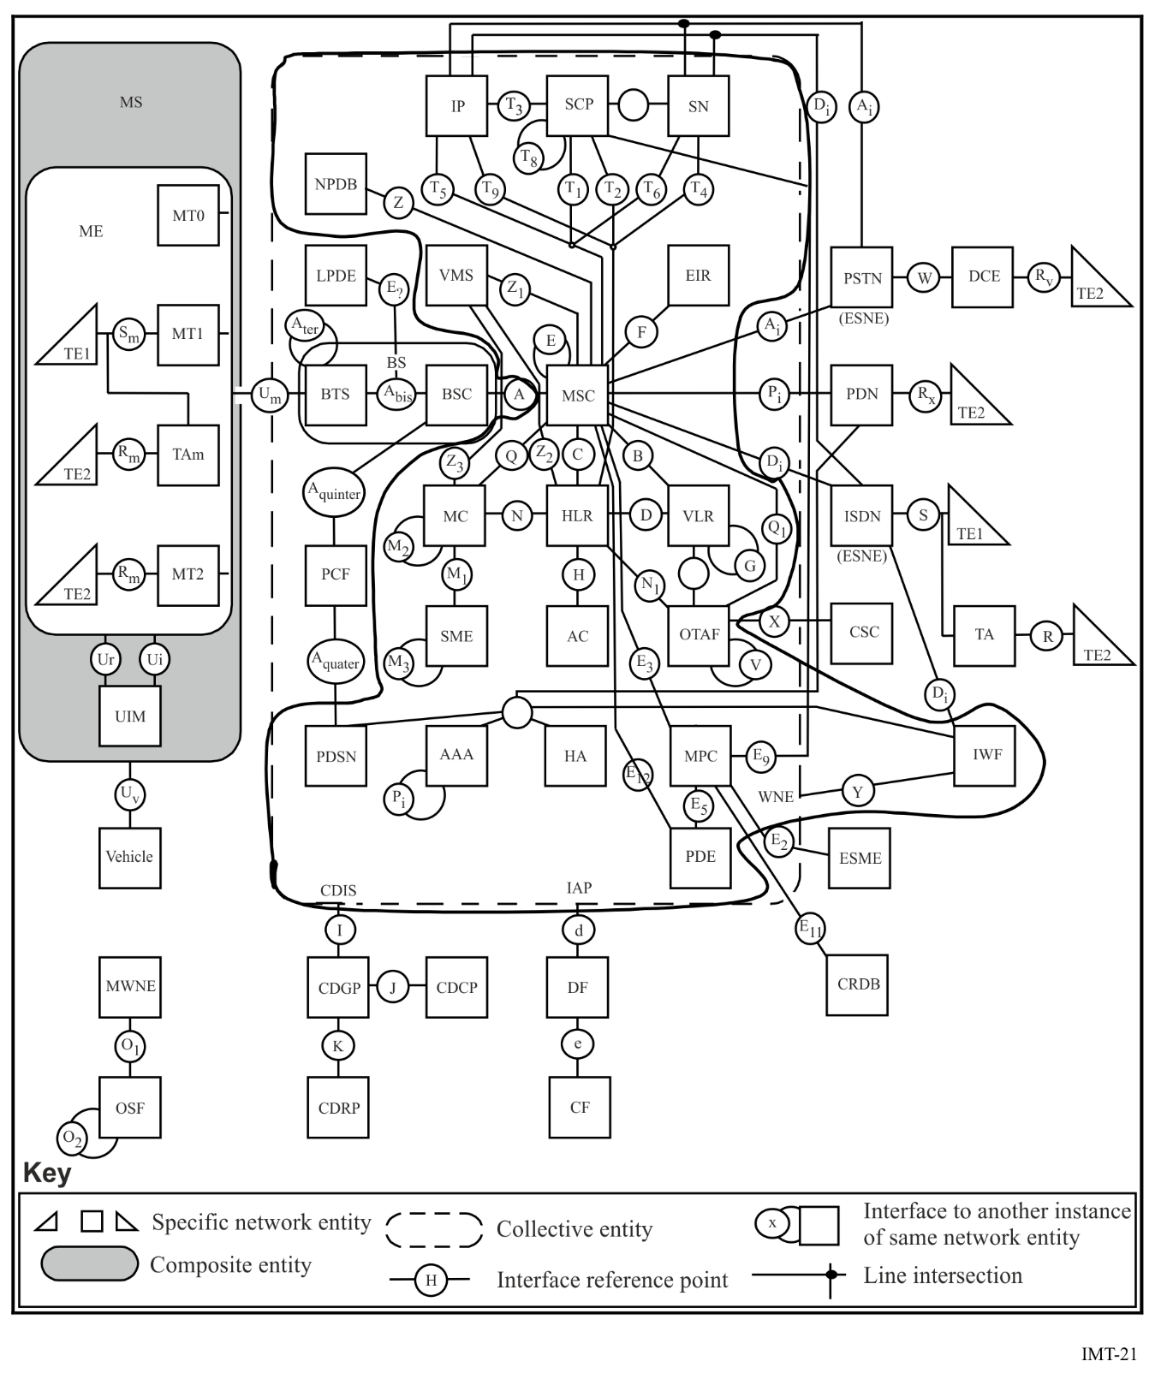 MS
ME
MT0
TE1
Sm
MT1
TE2
Rm
TAm
TE2
Rm
MT2
Ur
Ui
UIM
Uv
Vehicle
MWNE
O1
OSF
O2
Um
IP
T3
SCP
SN
T8
Di
Ai
NPDB
Z
T5
T9
T1
T2
T6
T4
LPDE
E?
VMS
Z1
EIR
PSTN
(ESNE)
W
DCE
Rv
TE2
Ater
E
F
Ai
BS
BTS
Abis
BSC
A
MSC
Pi
PDN
Rx
TE2
Z3
Q
Z2
C
B
Di
Aquinter
MC
N
HLR
D
VLR
Q1
ISDN
(ESNE)
S
TE1
M2
G
PCF
M1
H
N1
SME
AC
OTAF
X
CSC
TA
R
TE2
Aquater
M3
E3
V
Di
PDSN
AAA
HA
MPC
E9
IWF
Pi
E12
E5
WNE
Y
PDE
E2
ESME
CDIS
IAP
I
d
E11
CDGP
J
CDCP
DF
CRDB
K
e
CDRP
CF
Key
Specific network entity
Composite entity
Collective entity
H
Interface reference point
x
Interface to another instance
of same network entity
Line intersection
IMT-21